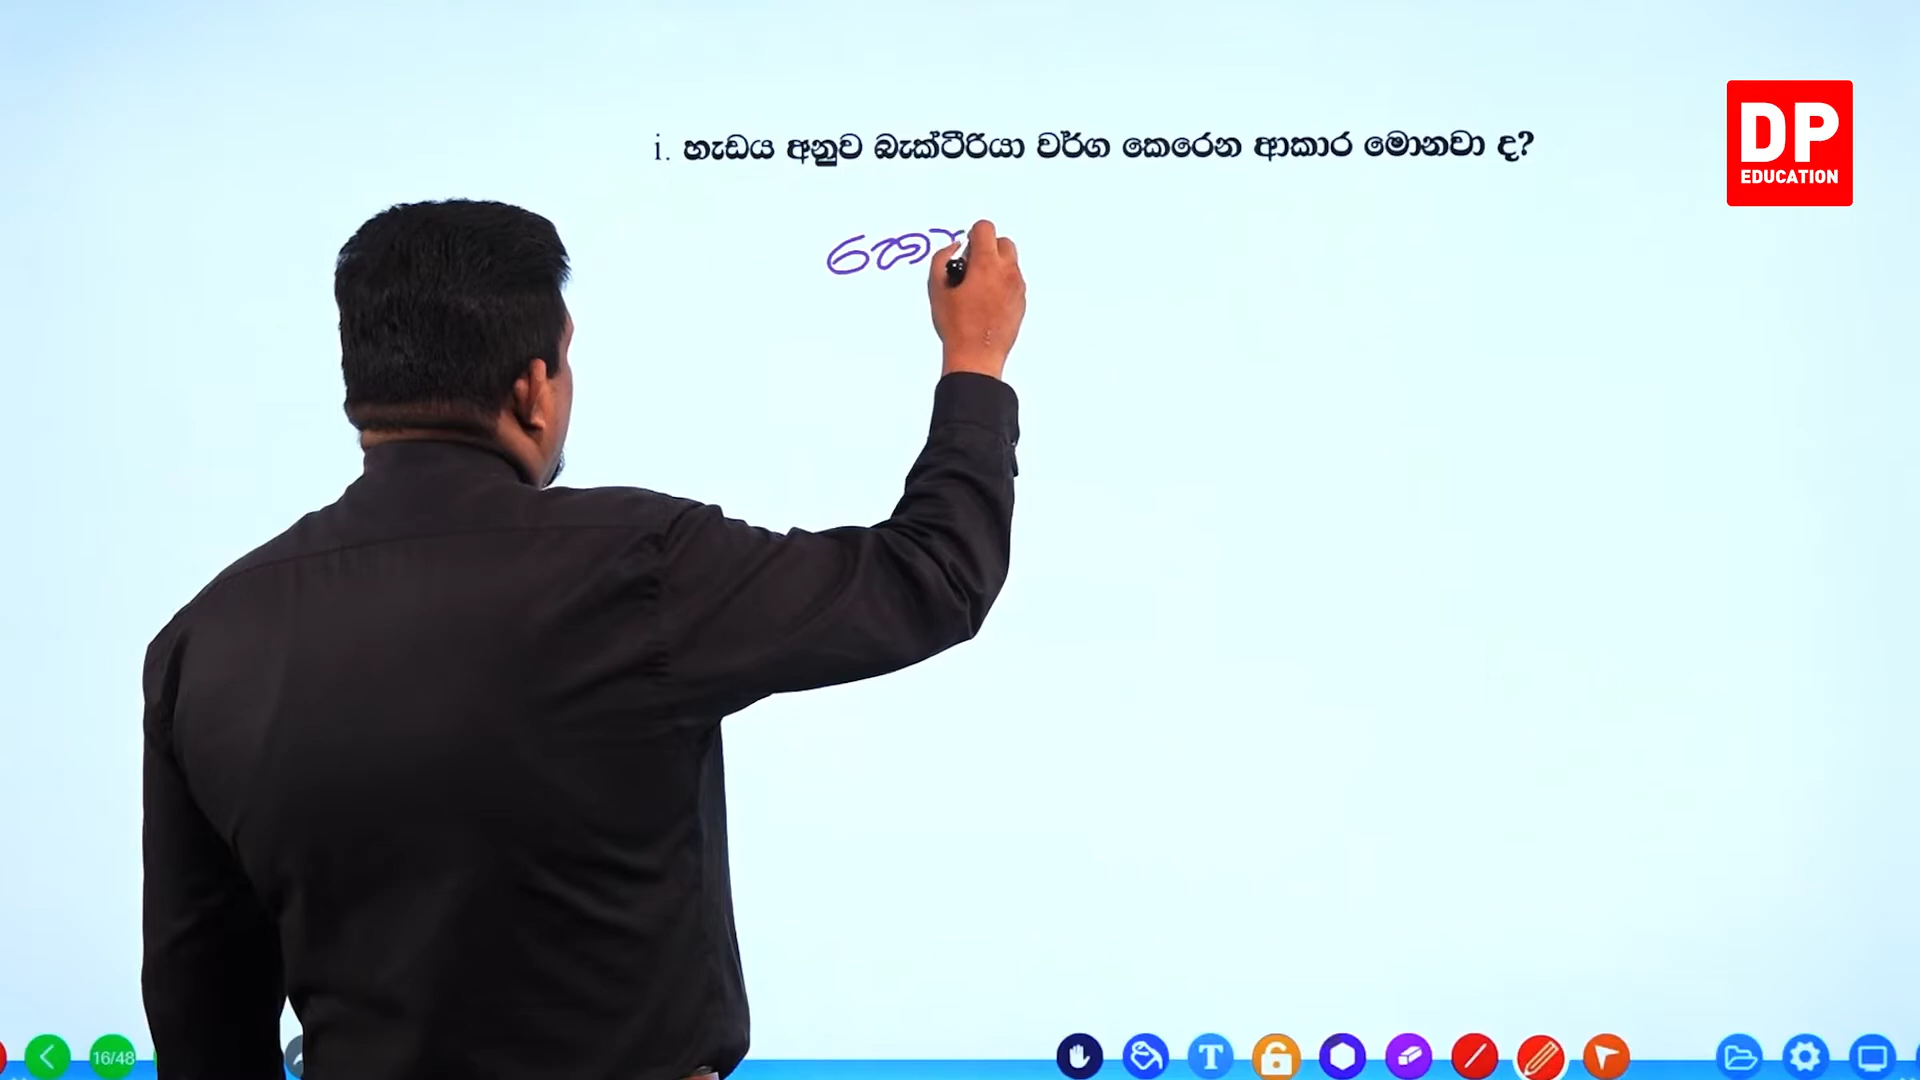 DP
EDUCATION
i. හැඩය අනුව බැක්ටීරියා වර්ග කෙරෙන ආකාර මොනවා ද?
කො
16/48
T